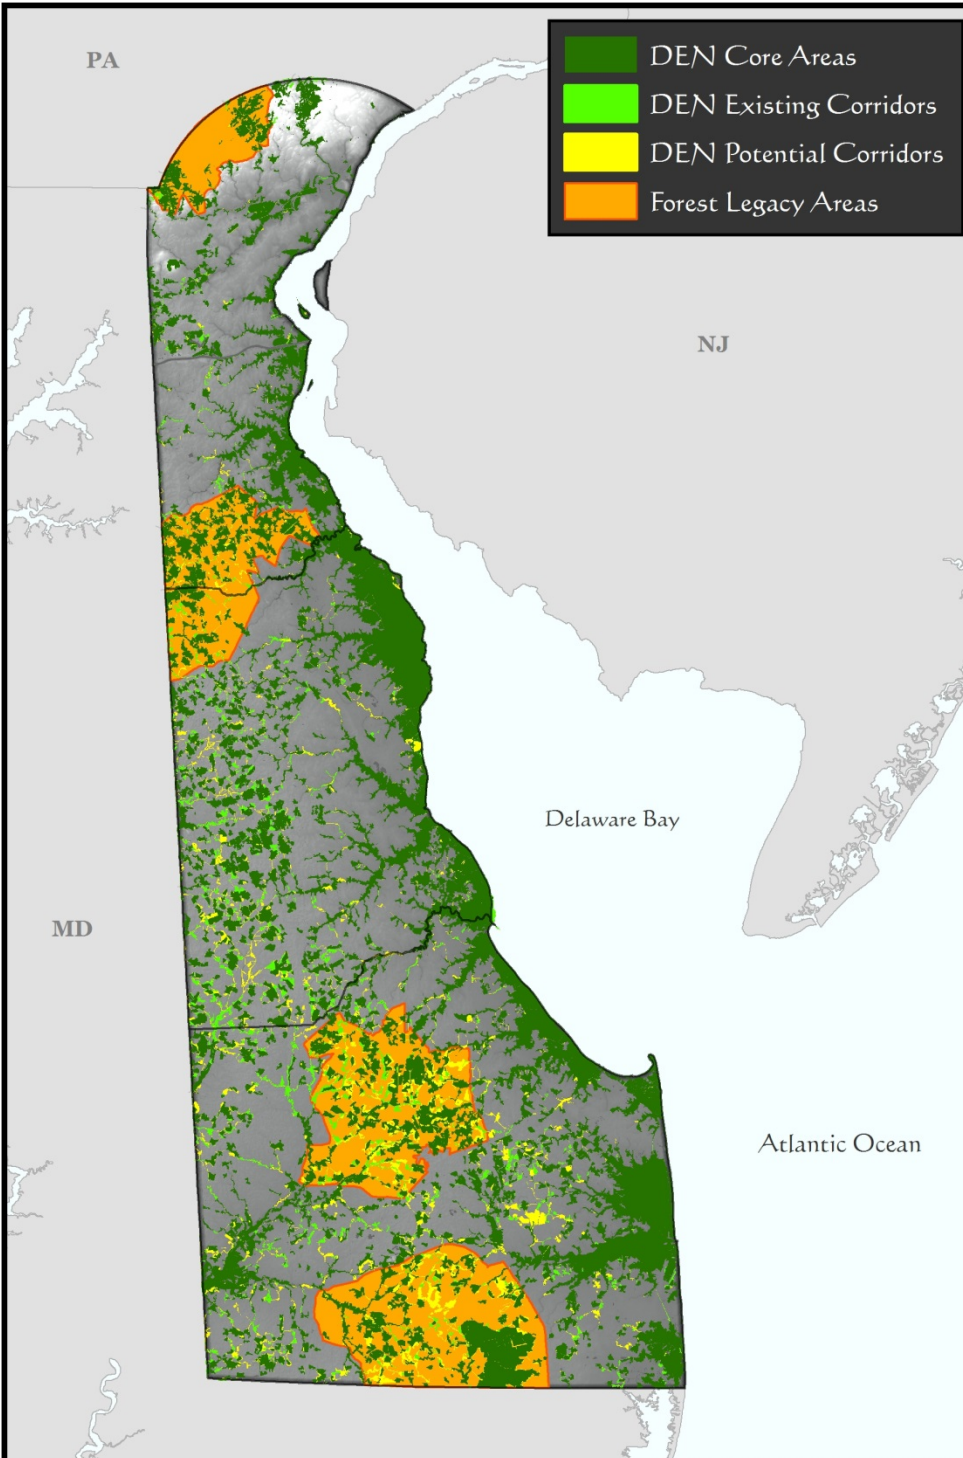 PA
DEN Core Areas
DEN Existing Corridors
DEN Potential Corridors
Forest Legacy Areas
NJ
Delaware Bay
MD
Atlantic Ocean